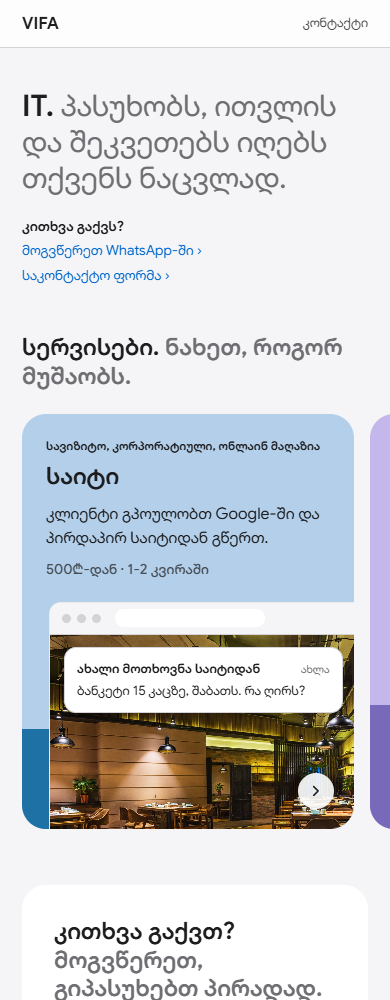 VIFA
კონტაქტი
IT. პასუხობს, ითვლის
და შეკვეთებს იღებს
თქვენს ნაცვლად.
კითხვა გაქვს?
მოგვწერეთ WhatsApp-ში ›
საკონტაქტო ფორმა ›
სერვისები. ნახეთ, როგორ
მუშაობს.
სავიზიტო, კორპორატიული, ონლაინ მაღაზია
საიტი
კლიენტი გპოულობთ Google-ში და
პირდაპირ საიტიდან გწერთ.
500₾-დან · 1-2 კვირაში
ახალი მოთხოვნა საიტიდან
ახლა
ბანკეტი 15 კაცზე, შაბათს. რა ღირს?
კითხვა გაქვთ?
მოგვწერეთ,
გიპასუხებთ პირადად.